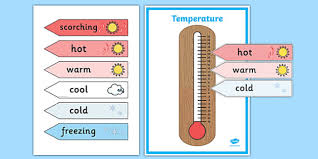 scorching
hot
warm
cool
cold
freezing
Temperature
hot
warm
cold